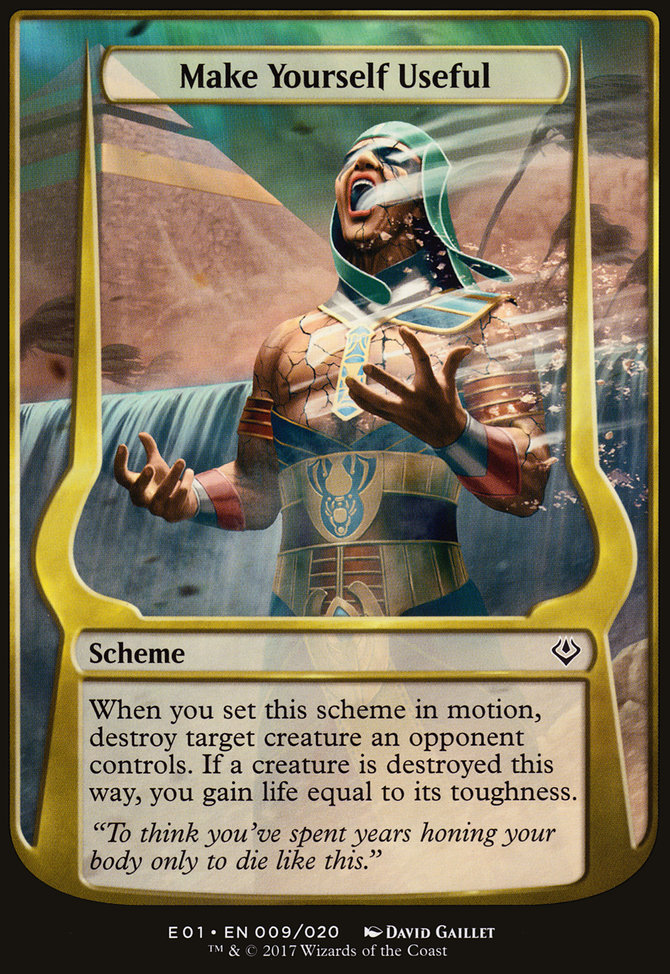 Make Yourself Useful
Scheme
When you set this scheme in motion,
destroy target creature an opponent
controls. If a creature is destroyed this
way, you gain life equal to its toughness.
“To think you’ve spent years honing your
body only to die like this.”
E01 • EN 009/020 DAVID GAILLET
™ & © 2017 Wizards of the Coast